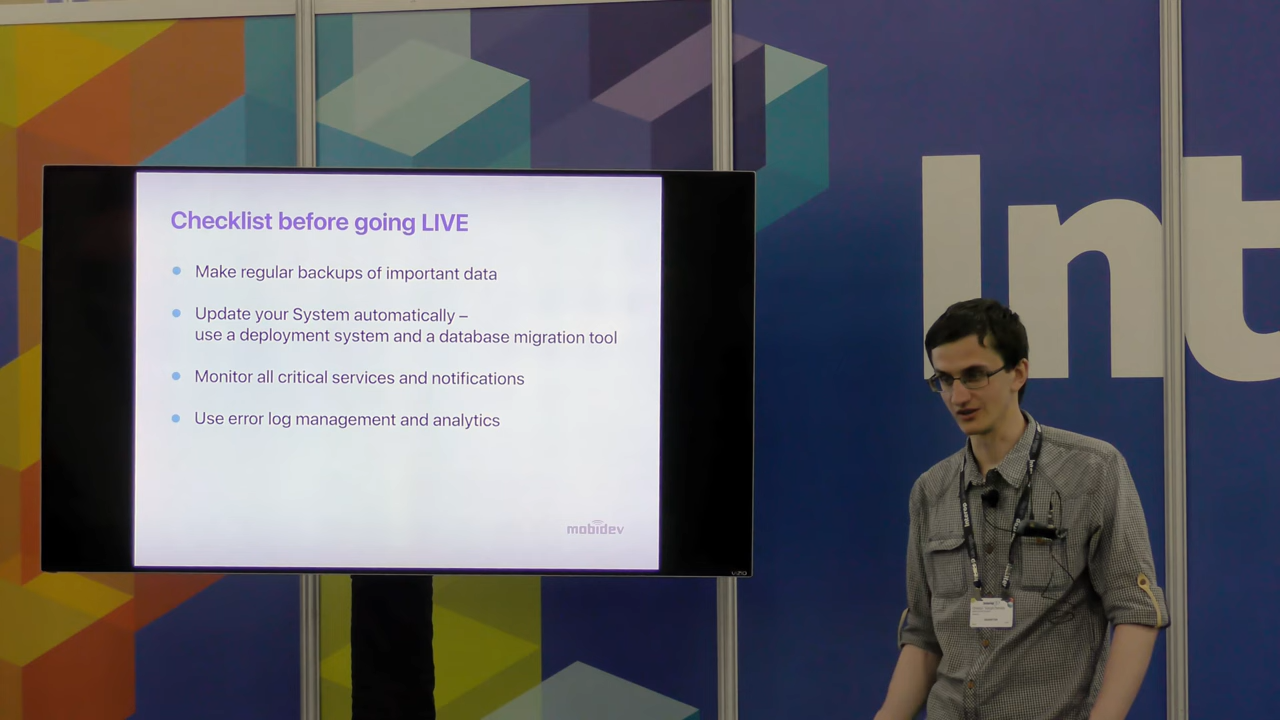 Checklist before going LIVE
Make regular backups of important data
Update your System automatically –
use a deployment system and a database migration tool
Monitor all critical services and notifications
Use error log management and analytics
mobidev
VIZIO
Int